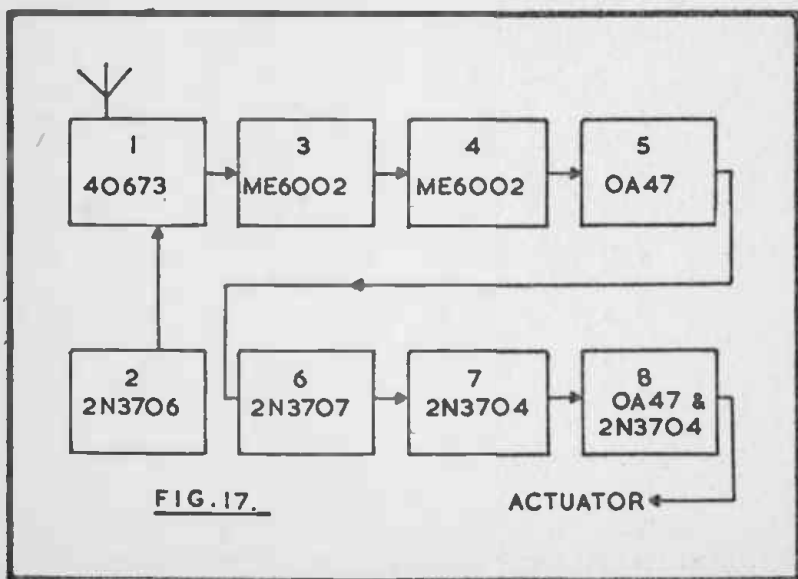 1
40673
3
ME6002
4
ME6002
5
OA47
2
2N3706
6
2N3707
7
2N3704
8
OA47 &
2N3704
FIG.17.
ACTUATOR